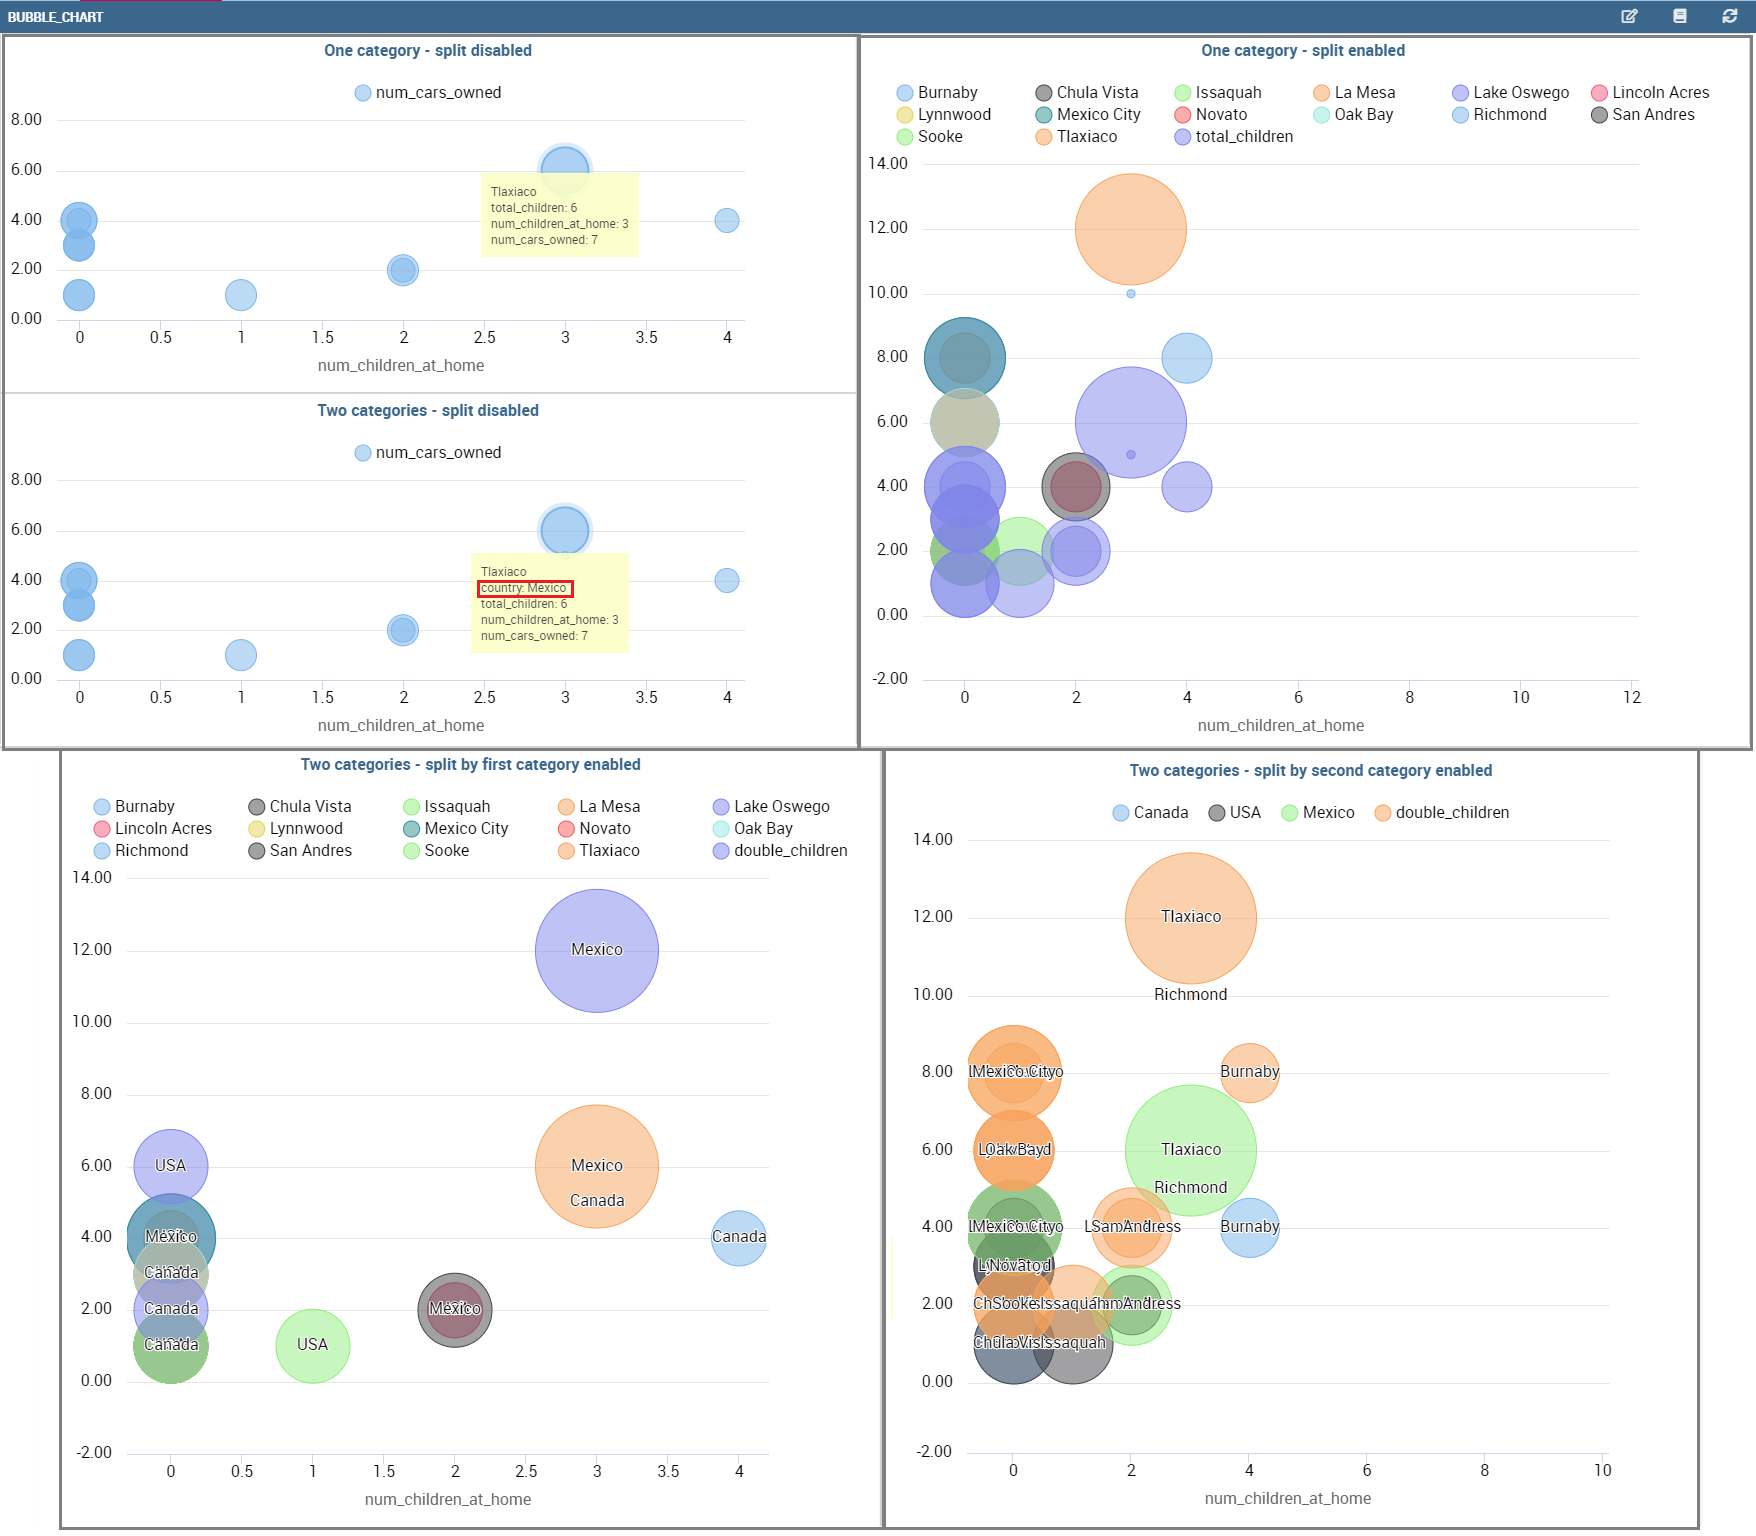 BUBBLE_CHART
One category - split disabled
num_cars_owned
8.00
6.00
4.00
2.00
0.00
Tlaxiaco
total_children: 6
num_children_at_home: 3
num_cars_owned: 7
0 0.5 1 1.5 2 2.5 3 3.5 4
num_children_at_home
Two categories - split disabled
num_cars_owned
8.00
6.00
4.00
2.00
0.00
Tlaxiaco
country: Mexico
total_children: 6
num_children_at_home: 3
num_cars_owned: 7
0 0.5 1 1.5 2 2.5 3 3.5 4
num_children_at_home
One category - split enabled
Burnaby Chula Vista Issaquah La Mesa Lake Oswego Lincoln Acres
Lynnwood Mexico City Novato Oak Bay Richmond San Andres
Sooke Tlaxiaco total_children
14.00
12.00
10.00
8.00
6.00
4.00
2.00
0.00
-2.00
0 2 4 6 8 10 12
num_children_at_home
Two categories - split by first category enabled
Burnaby Chula Vista Issaquah La Mesa Lake Oswego
Lincoln Acres Lynnwood Mexico City Novato Oak Bay
Richmond San Andres Sooke Tlaxiaco double_children
14.00
12.00 Mexico
10.00
8.00
6.00 USA Mexico
Canada
4.00 Mexico Canada
Canada
2.00 Canada Mexico
Canada USA
0.00
-2.00
0 0.5 1 1.5 2 2.5 3 3.5 4
num_children_at_home
Two categories - split by second category enabled
Canada USA Mexico double_children
14.00
12.00 Tlaxiaco
10.00 Richmond
8.00 Mexico City Burnaby
6.00 Oak Bay Tlaxiaco
Richmond
4.00 Mexico City San Andres Burnaby
Novato
2.00 Sooke Issaquah
Issaquah
0.00
-2.00
0 2 4 6 8 10
num_children_at_home